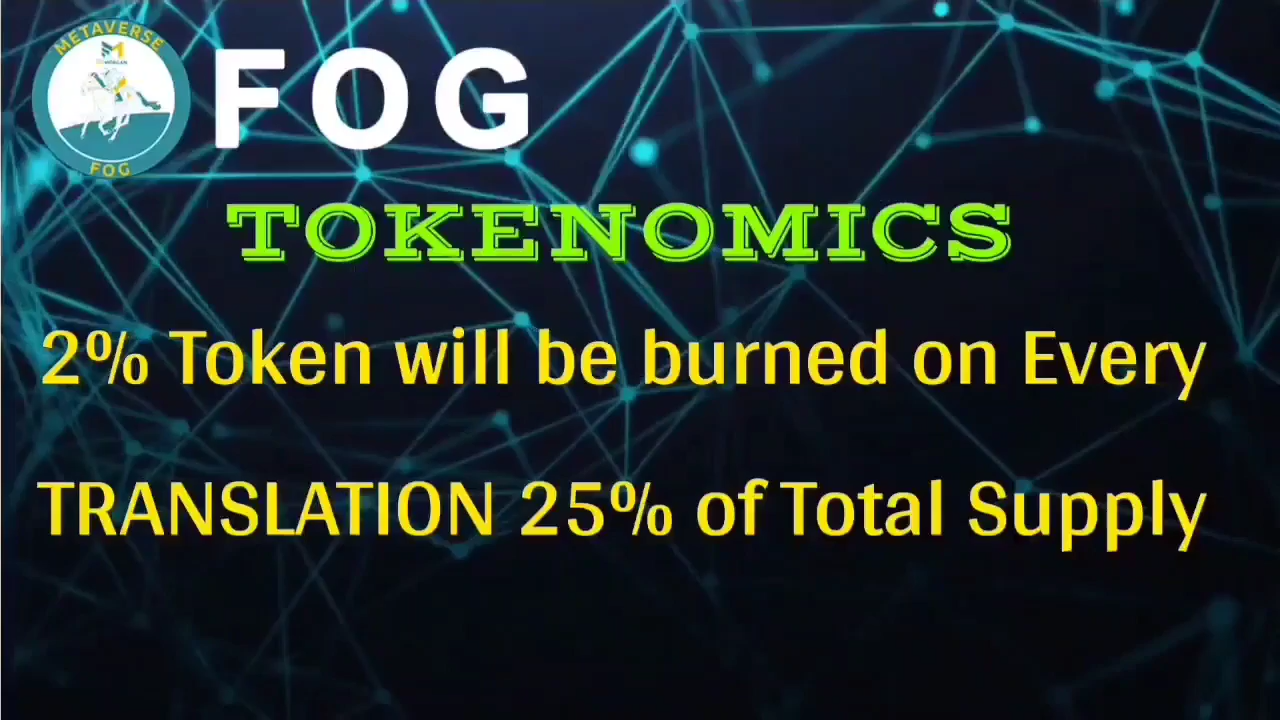 METAVERSE
FOG
FOG
TOKENOMICS
2% Token will be burned on Every
TRANSLATION 25% of Total Supply